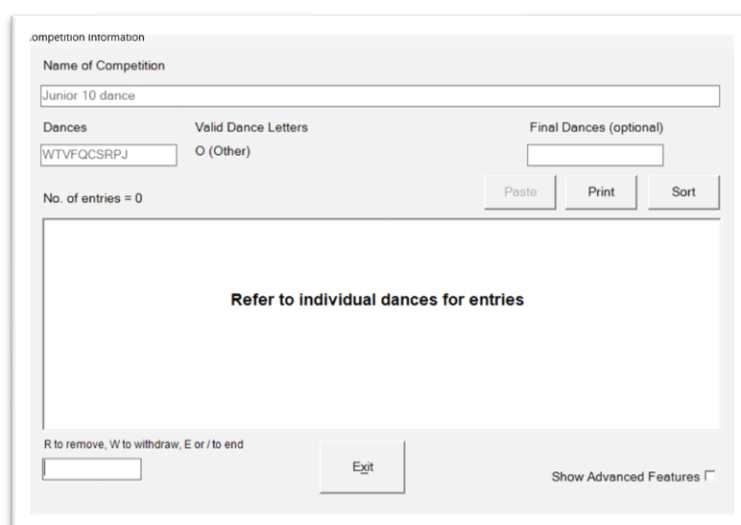 ompetition Information
Name of Competition
Junior 10 dance
Dances Valid Dance Letters Final Dances (optional)
WTVFQCSRPJ O (Other)
No. of entries = 0 Paste Print Sort
Refer to individual dances for entries
R to remove, W to withdraw, E or / to end
Exit
Show Advanced Features